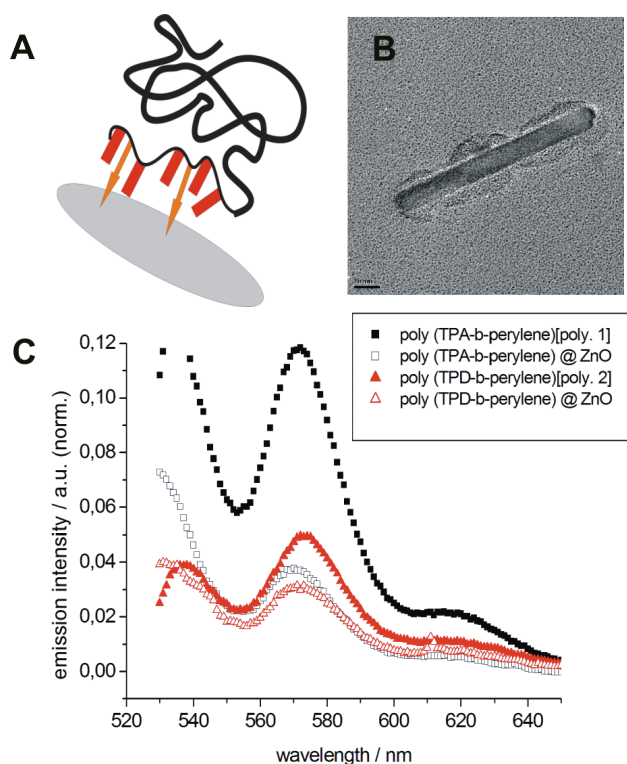 A
B
poly (TPA-b-perylene)[poly. 1]
poly (TPA-b-perylene) @ ZnO
poly (TPD-b-perylene)[poly. 2]
poly (TPD-b-perylene) @ ZnO
C
0,12
0,10
0,08
0,06
0,04
0,02
0,00
emission intensity / a.u. (norm.)
520 540 560 580 600 620 640
wavelength / nm